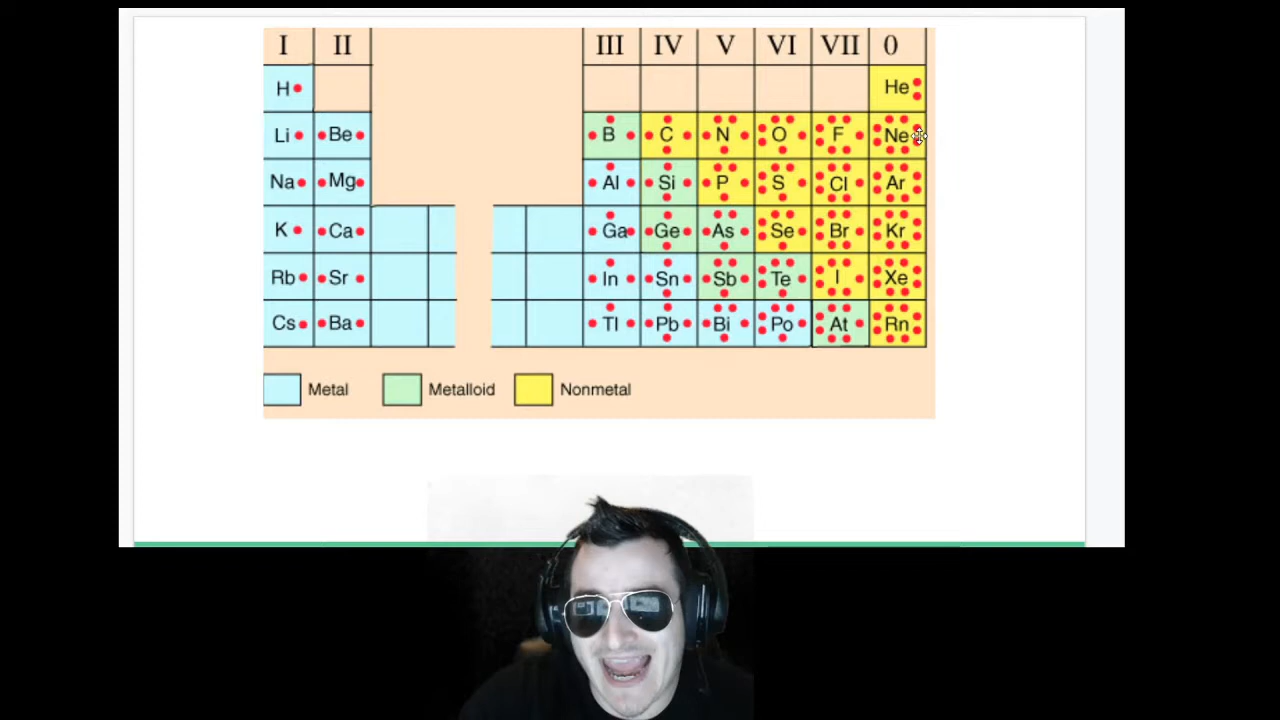 I II III IV V VI VII 0
H He
Li Be B C N O F Ne
Na Mg Al Si P S Cl Ar
K Ca Ga Ge As Se Br Kr
Rb Sr In Sn Sb Te I Xe
Cs Ba Tl Pb Bi Po At Rn
Metal Metalloid Nonmetal